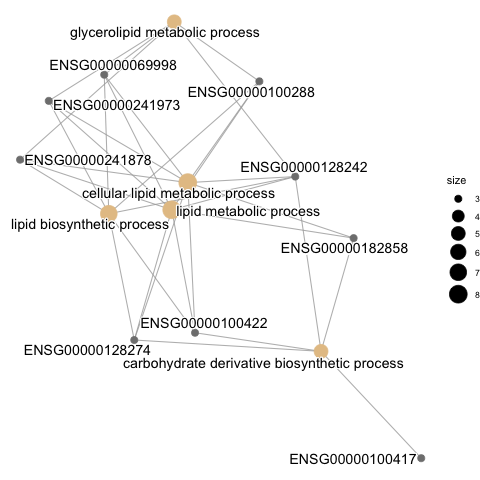 glycerolipid metabolic process
ENSG00000069998
ENSG00000100288
ENSG00000241973
ENSG00000241878
ENSG00000128242
size
3
4
5
6
7
8
cellular lipid metabolic process
lipid metabolic process
lipid biosynthetic process
ENSG00000182858
ENSG00000100422
ENSG00000128274
carbohydrate derivative biosynthetic process
ENSG00000100417